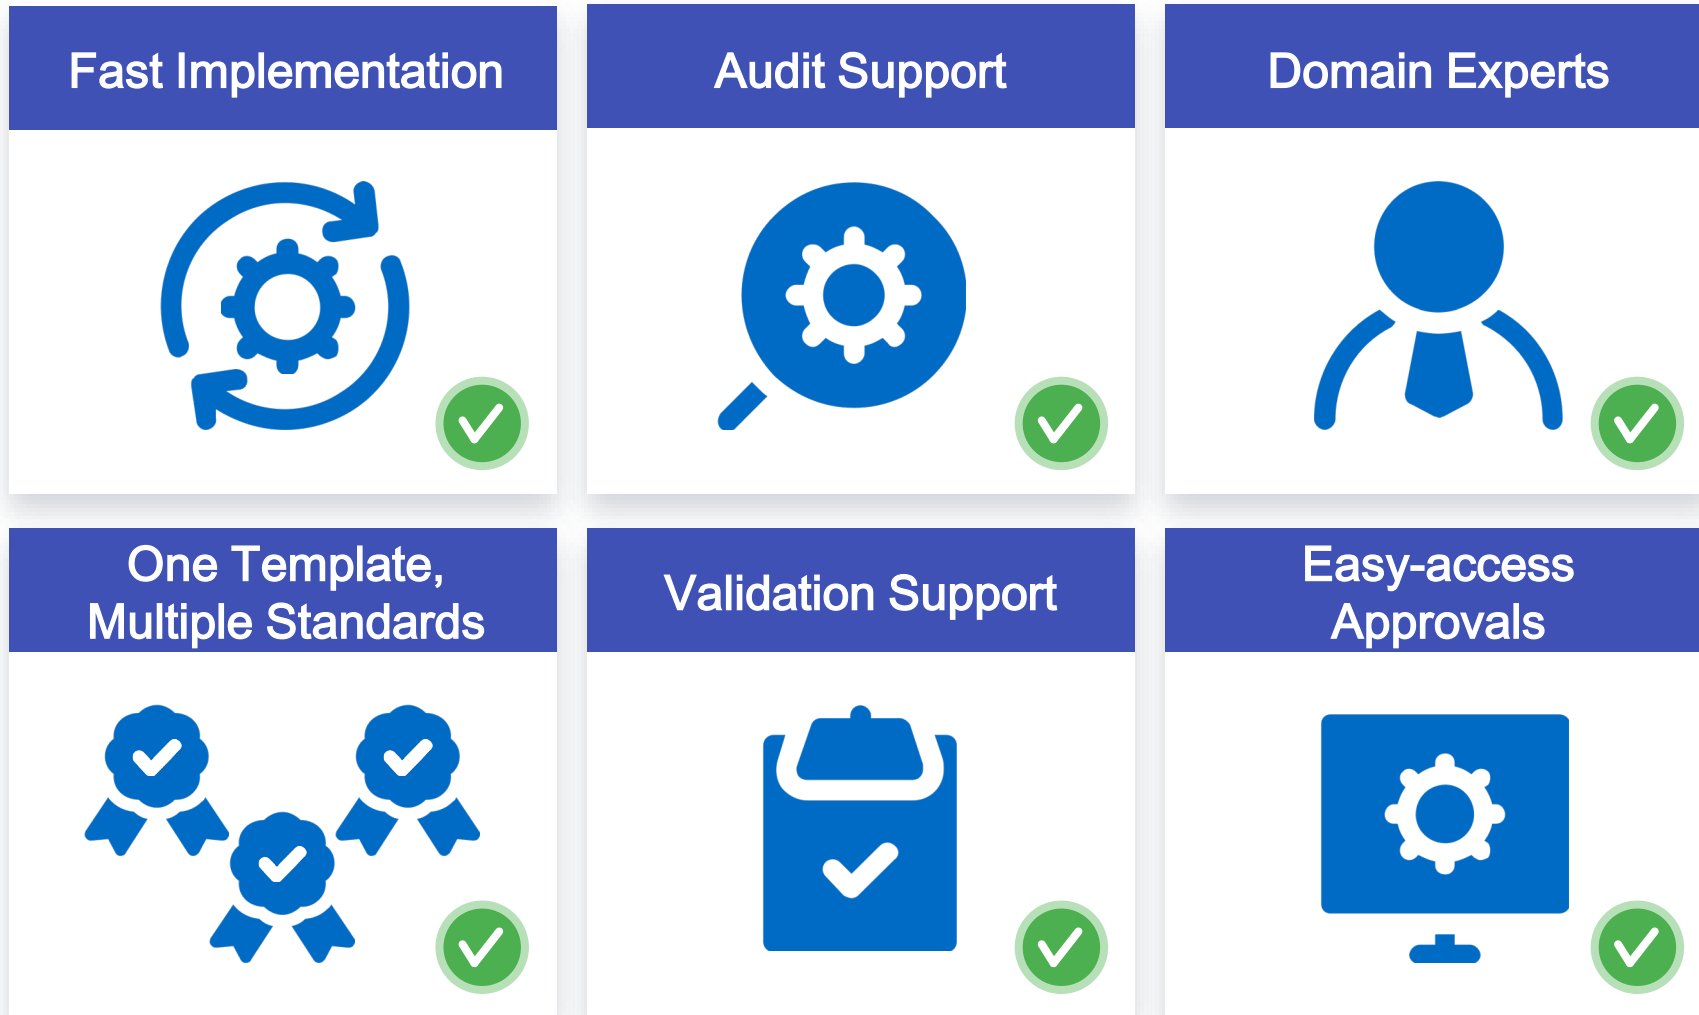 Fast Implementation
Audit Support
Domain Experts
One Template,
Multiple Standards
Validation Support
Easy-access
Approvals